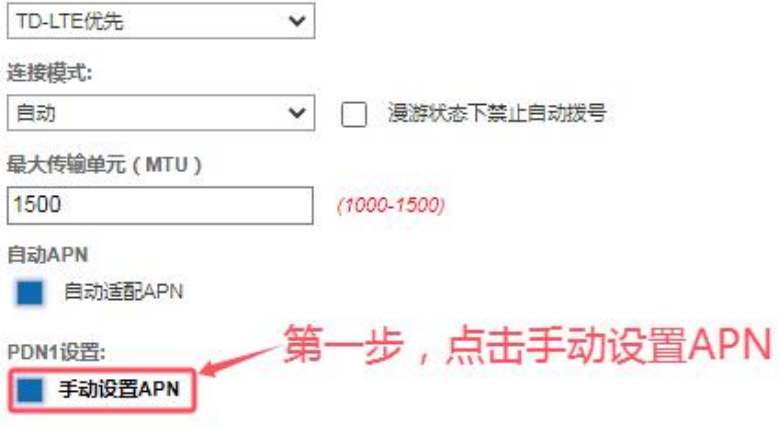 TD-LTE优先
连接模式:
自动
漫游状态下禁止自动拨号
最大传输单元（MTU）
1500
(1000-1500)
自动APN
自动适配APN
PDN1设置:
第一步，点击手动设置APN
手动设置APN